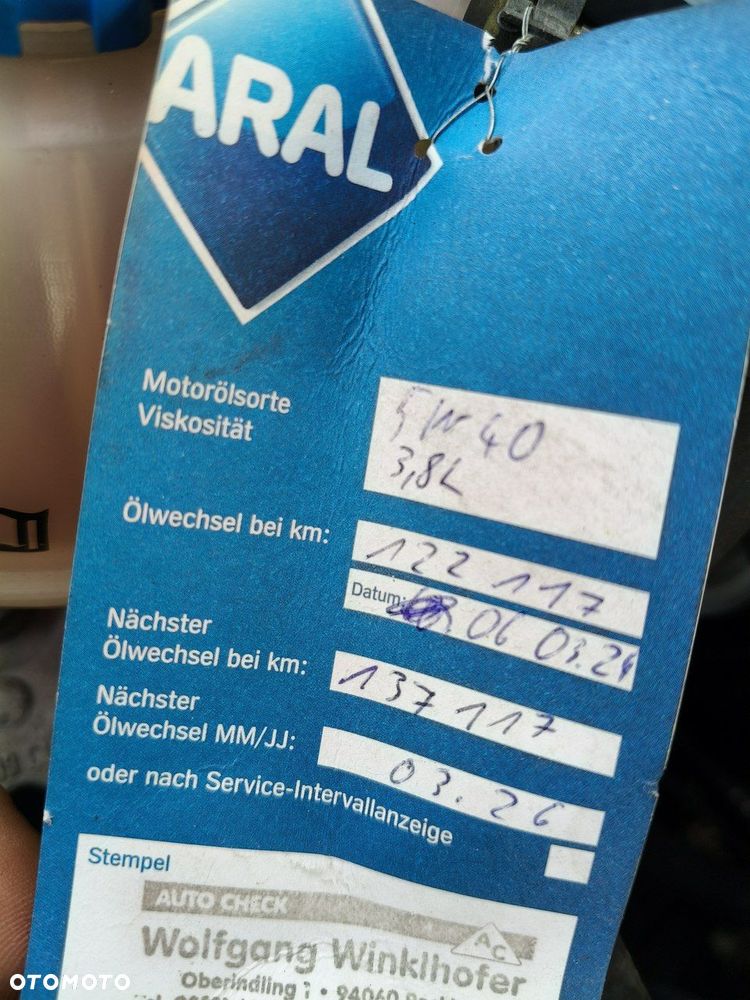 ARAL
Motorölsorte
Viskosität
5W40
3,8L
Ölwechsel bei km:
122 117
Datum: 06 03.24
Nächster
Ölwechsel bei km:
137 117
Nächster
Ölwechsel MM/JJ:
03.26
oder nach Service-Intervallanzeige
Stempel
AUTO CHECK
AC
Wolfgang Winklhofer
Oberindling 1 • 94060
OTOMOTO